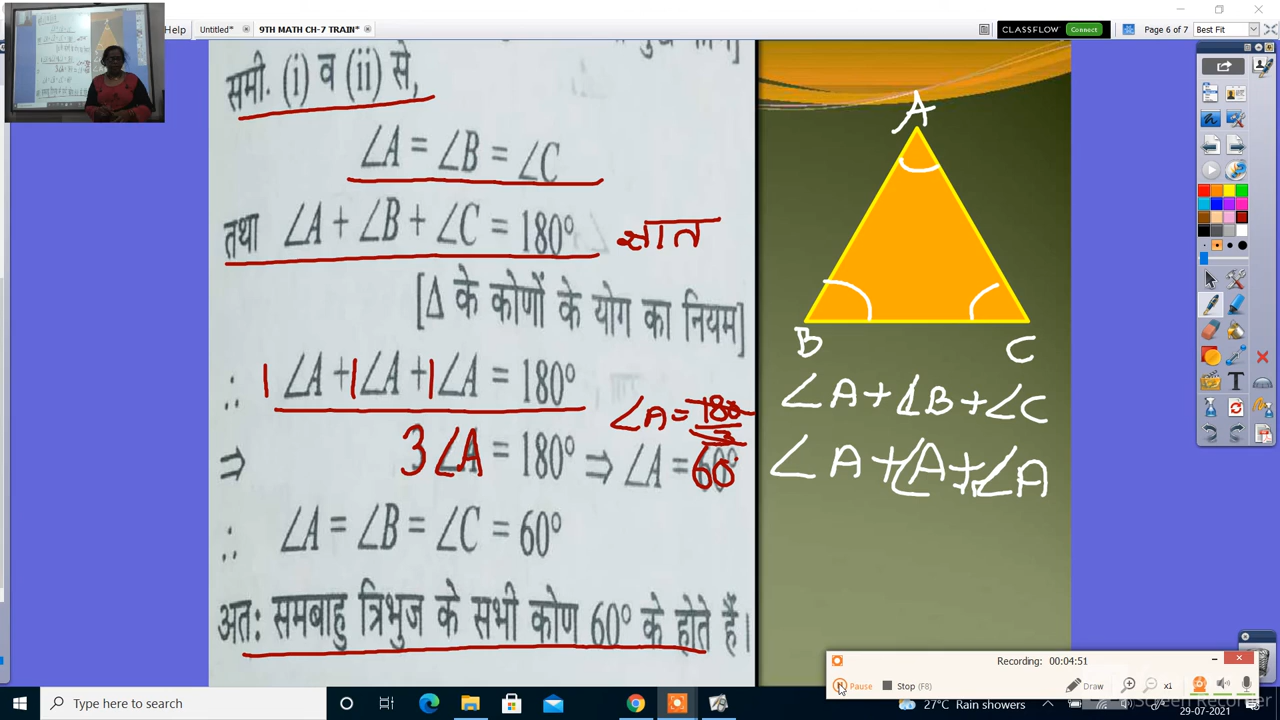 Help Untitled* 9TH MATH CH-7 TRAIN*
CLASSFLOW Connect Page 6 of 7 Best Fit
समी. (i) व (ii) से,
∠A = ∠B = ∠C
तथा ∠A + ∠B + ∠C = 180° ज्ञात
[Δ के कोणों के योग का नियम]
∴ 1∠A + 1∠A + 1∠A = 180°
∠A = 180/3
⇒ 3∠A = 180° ⇒ ∠A = 60°
∴ ∠A = ∠B = ∠C = 60°
अत: समबाहु त्रिभुज के सभी कोण 60° के होते हैं।
A
B C
∠A+∠B+∠C
∠A+∠A+∠A
Recording: 00:04:51
Pause Stop (F8) Draw x1
Type here to search
27°C Rain showers
29-07-2021